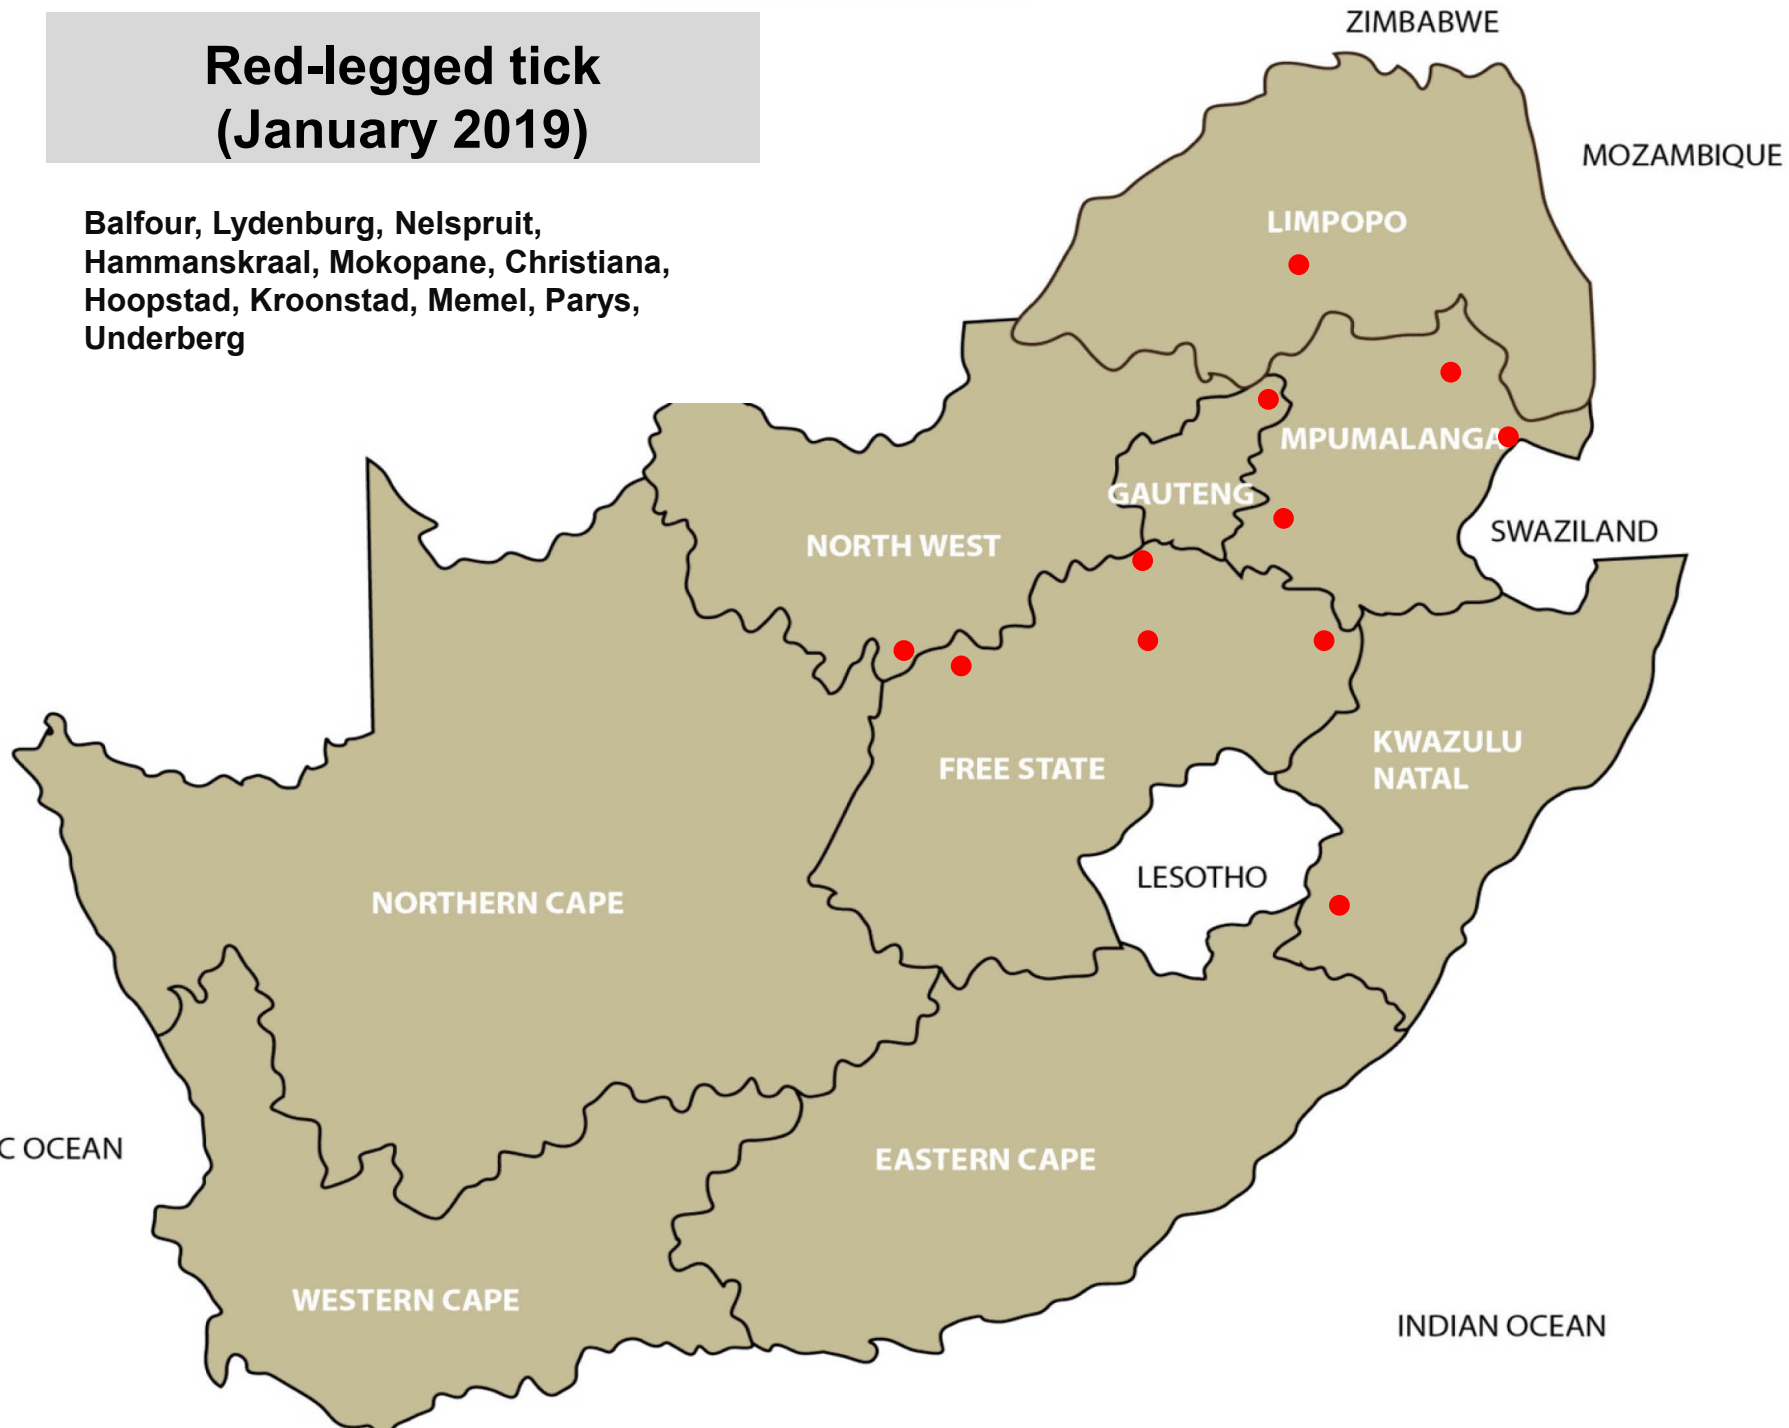 Red-legged tick
(January 2019)
Balfour, Lydenburg, Nelspruit,
Hammanskraal, Mokopane, Christiana,
Hoopstad, Kroonstad, Memel, Parys,
Underberg
ZIMBABWE
MOZAMBIQUE
LIMPOPO
MPUMALANGA
GAUTENG
SWAZILAND
NORTH WEST
KWAZULU
NATAL
FREE STATE
LESOTHO
NORTHERN CAPE
C OCEAN
EASTERN CAPE
WESTERN CAPE
INDIAN OCEAN